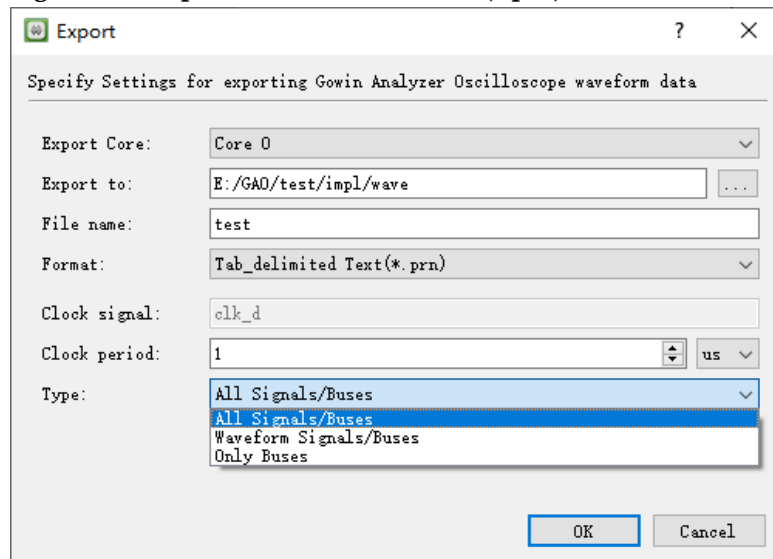 Export
?
Specify Settings for exporting Gowin Analyzer Oscilloscope waveform data
Export Core: Core 0
Export to: E:/GAO/test/impl/wave ...
File name: test
Format: Tab_delimited Text(*.prn)
Clock signal: clk_d
Clock period: 1 us
Type: All Signals/Buses
All Signals/Buses
Waveform Signals/Buses
Only Buses
OK Cancel